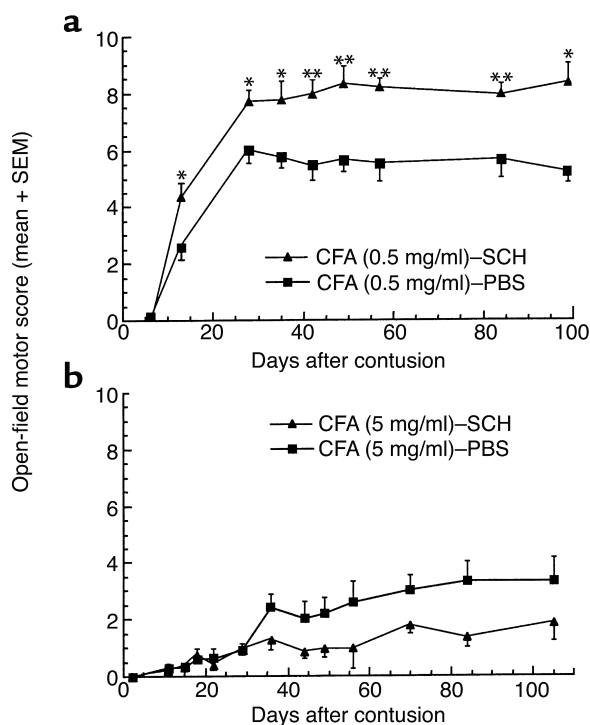 a
10
8
6
4
2
0
* * * ** ** ** ** *
CFA (0.5 mg/ml)–SCH
CFA (0.5 mg/ml)–PBS
0 20 40 60 80 100
Days after contusion
Open-field motor score (mean + SEM)
b
10
8
6
4
2
0
CFA (5 mg/ml)–SCH
CFA (5 mg/ml)–PBS
0 20 40 60 80 100
Days after contusion